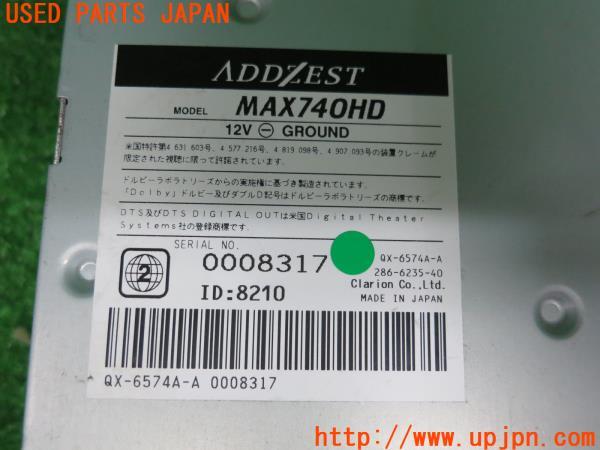 USED PARTS JAPAN
ADDZEST
MODEL MAX740HD
12V ⊖ GROUND
米国特許第4 631 603号、4 577 216号、4 819 098号、4 907 093号の装置クレームが
限定された視聴に限って許諾されています。
ドルビーラボラトリーズからの実施権に基づき製造されています。
「Dolby」ドルビー及びダブルD記号はドルビーラボラトリーズの商標です。
DTS及びDTS DIGITAL OUTは米国Digital Theater
Systems社の登録商標です。
SERIAL NO.
0008317
QX-6574A-A
286-6235-40
2
ID:8210
Clarion Co.,Ltd.
MADE IN JAPAN
QX-6574A-A 0008317
UPJ
http://www.upjpn.com